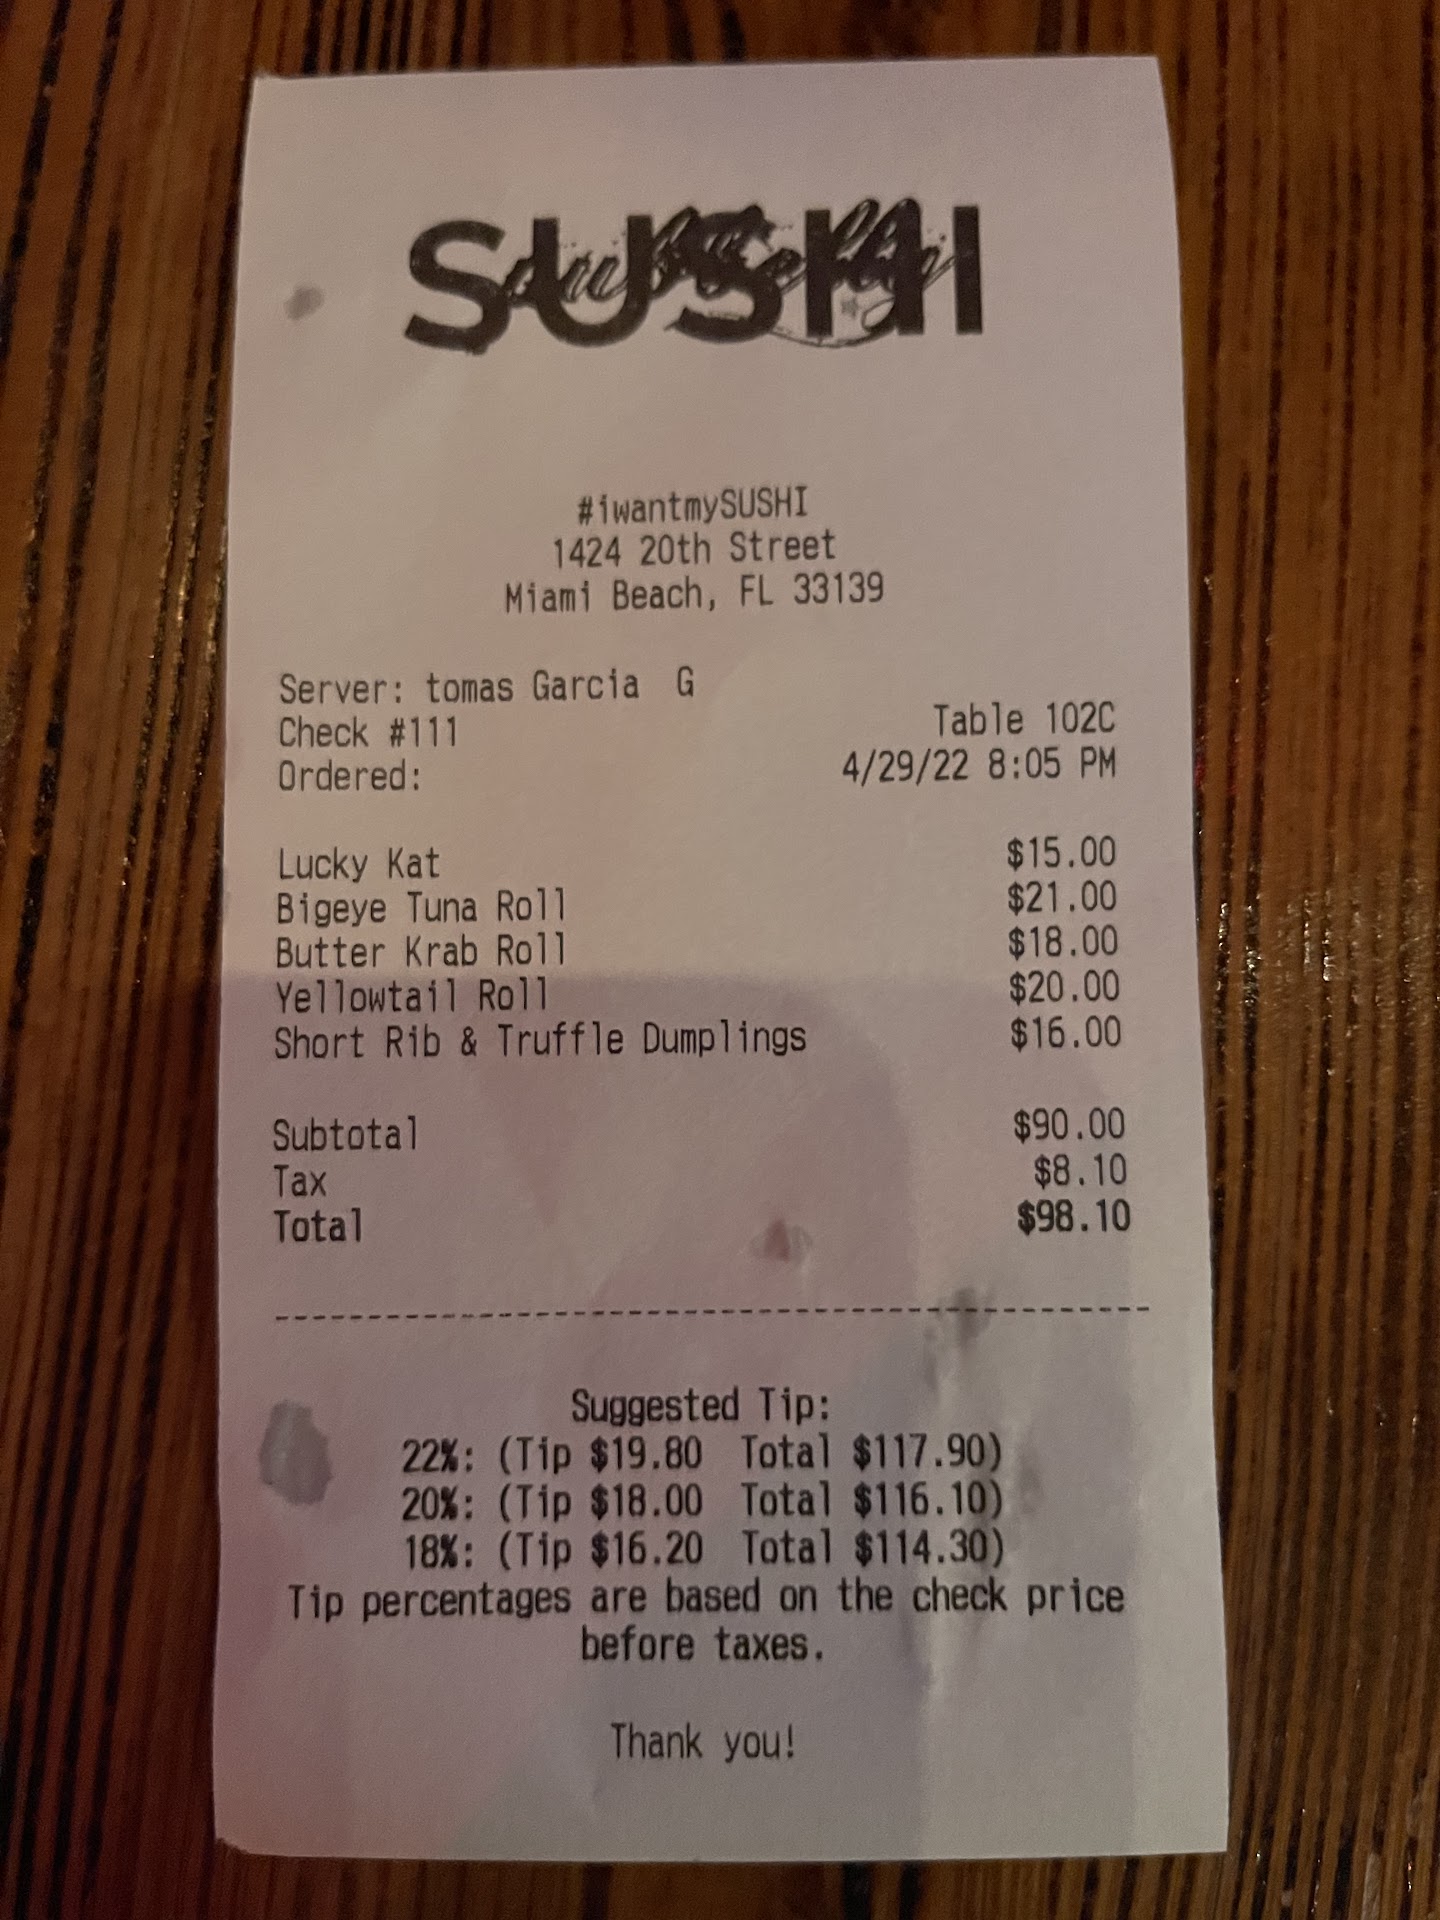 SUSHI
#iwantmySUSHI
1424 20th Street
Miami Beach, FL 33139
Server: tomas Garcia G
Check #111 Table 102C
Ordered: 4/29/22 8:05 PM
Lucky Kat $15.00
Bigeye Tuna Roll $21.00
Butter Krab Roll $18.00
Yellowtail Roll $20.00
Short Rib & Truffle Dumplings $16.00
Subtotal $90.00
Tax $8.10
Total $98.10
Suggested Tip:
22%: (Tip $19.80 Total $117.90)
20%: (Tip $18.00 Total $116.10)
18%: (Tip $16.20 Total $114.30)
Tip percentages are based on the check price
before taxes.
Thank you!